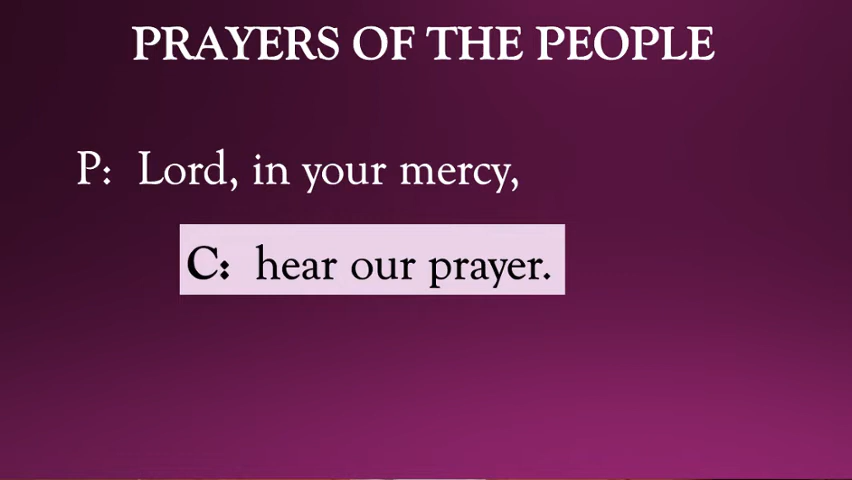 PRAYERS OF THE PEOPLE
P: Lord, in your mercy,
C: hear our prayer.